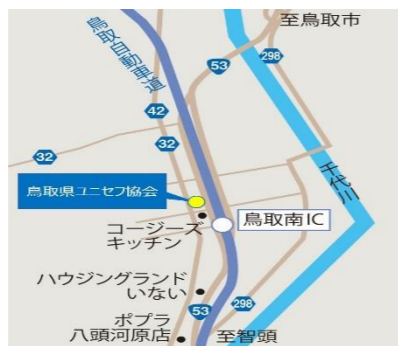 至鳥取市
鳥取自動車道
53
298
42
32
32
千代川
鳥取県ユニセフ協会
コージーズ
キッチン
鳥取南IC
ハウジングランド
いない
53
298
ポプラ
八頭河原店
至智頭